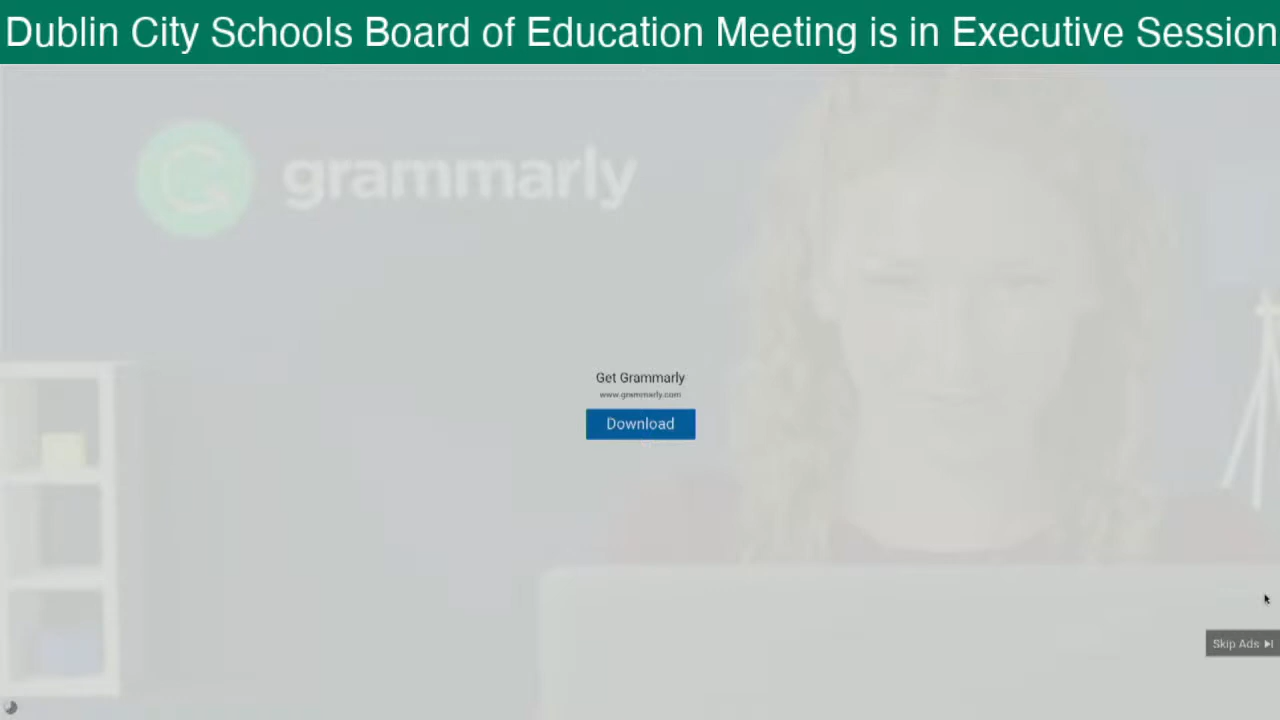 Dublin City Schools Board of Education Meeting is in Executive Session
grammarly
Get Grammarly
www.grammarly.com
Download
Skip Ads